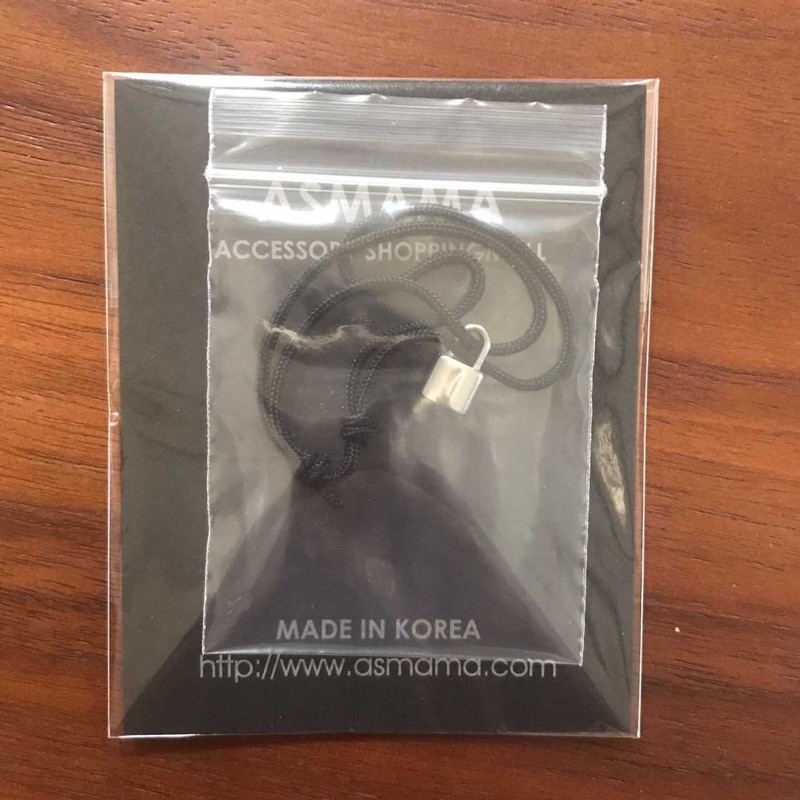 ASMAMA
ACCESSORY SHOPPINGMALL
MADE IN KOREA
http://www.asmama.com